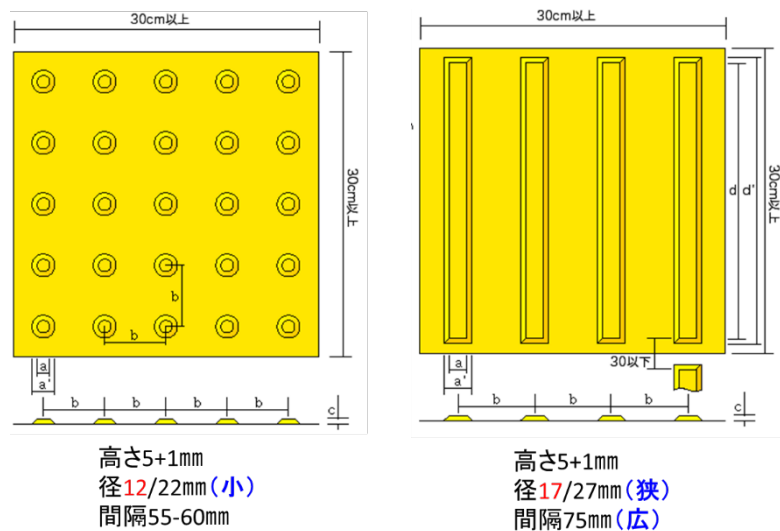 30cm以上
30cm以上
b
b
a
a'
b
b
b
b
c
高さ5+1mm
径12/22mm(小)
間隔55-60mm
30cm以上
30cm以上
d
d'
a
a'
30以下
b
b
b
c
高さ5+1mm
径17/27mm(狭)
間隔75mm(広)